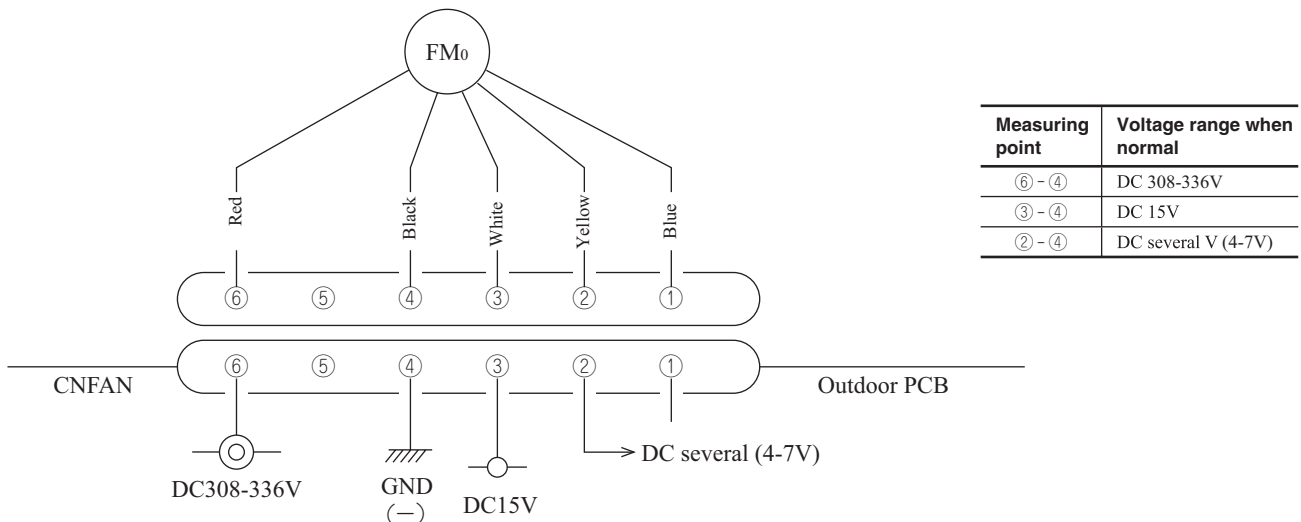 FM0
Red
Black
White
Yellow
Blue
⑥ ⑤ ④ ③ ② ①
⑥ ⑤ ④ ③ ② ①
CNFAN
Outdoor PCB
DC308-336V
GND
(—)
DC15V
DC several (4-7V)
Measuring point
Voltage range when normal
⑥-④ DC 308-336V
③-④ DC 15V
②-④ DC several V (4-7V)